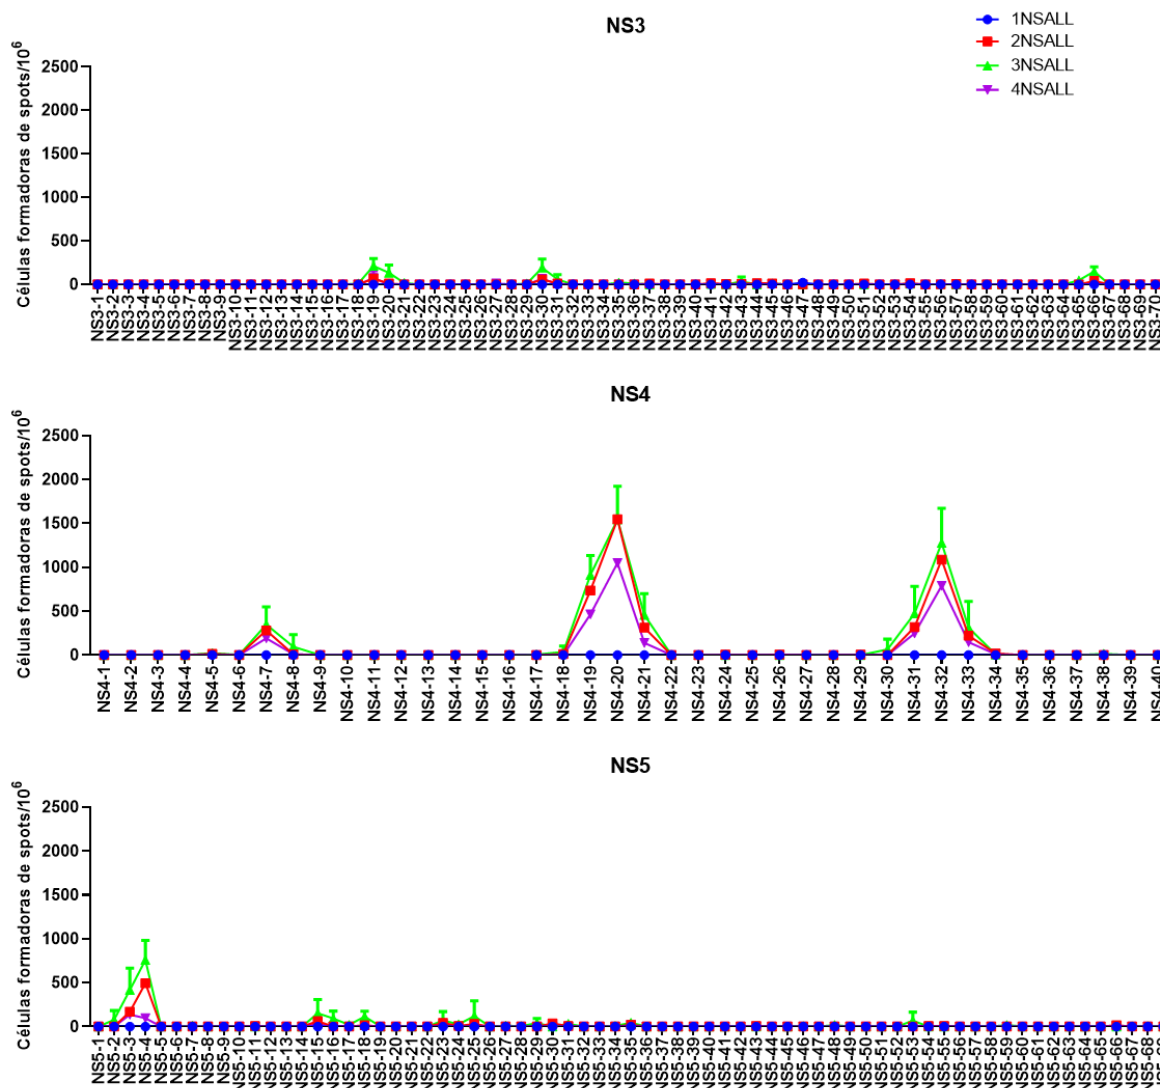 NS3
1NSALL
2NSALL
3NSALL
4NSALL
Células formadoras de spots/10⁶
2500
2000
1500
1000
500
0
NS3-1 NS3-2 NS3-3 NS3-4 NS3-5 NS3-6 NS3-7 NS3-8 NS3-9 NS3-10 NS3-11 NS3-12 NS3-13 NS3-14 NS3-15 NS3-16 NS3-17 NS3-18 NS3-19 NS3-20 NS3-21 NS3-22 NS3-23 NS3-24 NS3-25 NS3-26 NS3-27 NS3-28 NS3-29 NS3-30 NS3-31 NS3-32 NS3-33 NS3-34 NS3-35 NS3-36 NS3-37 NS3-38 NS3-39 NS3-40 NS3-41 NS3-42 NS3-43 NS3-44 NS3-45 NS3-46 NS3-47 NS3-48 NS3-49 NS3-50 NS3-51 NS3-52 NS3-53 NS3-54 NS3-55 NS3-56 NS3-57 NS3-58 NS3-59 NS3-60 NS3-61 NS3-62 NS3-63 NS3-64 NS3-65 NS3-66 NS3-67 NS3-68 NS3-69 NS3-70
NS4
Células formadoras de spots/10⁶
2500
2000
1500
1000
500
0
NS4-1 NS4-2 NS4-3 NS4-4 NS4-5 NS4-6 NS4-7 NS4-8 NS4-9 NS4-10 NS4-11 NS4-12 NS4-13 NS4-14 NS4-15 NS4-16 NS4-17 NS4-18 NS4-19 NS4-20 NS4-21 NS4-22 NS4-23 NS4-24 NS4-25 NS4-26 NS4-27 NS4-28 NS4-29 NS4-30 NS4-31 NS4-32 NS4-33 NS4-34 NS4-35 NS4-36 NS4-37 NS4-38 NS4-39 NS4-40
NS5
Células formadoras de spots/10⁶
2500
2000
1500
1000
500
0
NS5-1 NS5-2 NS5-3 NS5-4 NS5-5 NS5-6 NS5-7 NS5-8 NS5-9 NS5-10 NS5-11 NS5-12 NS5-13 NS5-14 NS5-15 NS5-16 NS5-17 NS5-18 NS5-19 NS5-20 NS5-21 NS5-22 NS5-23 NS5-24 NS5-25 NS5-26 NS5-27 NS5-28 NS5-29 NS5-30 NS5-31 NS5-32 NS5-33 NS5-34 NS5-35 NS5-36 NS5-37 NS5-38 NS5-39 NS5-40 NS5-41 NS5-42 NS5-43 NS5-44 NS5-45 NS5-46 NS5-47 NS5-48 NS5-49 NS5-50 NS5-51 NS5-52 NS5-53 NS5-54 NS5-55 NS5-56 NS5-57 NS5-58 NS5-59 NS5-60 NS5-61 NS5-62 NS5-63 NS5-64 NS5-65 NS5-66 NS5-67 NS5-68